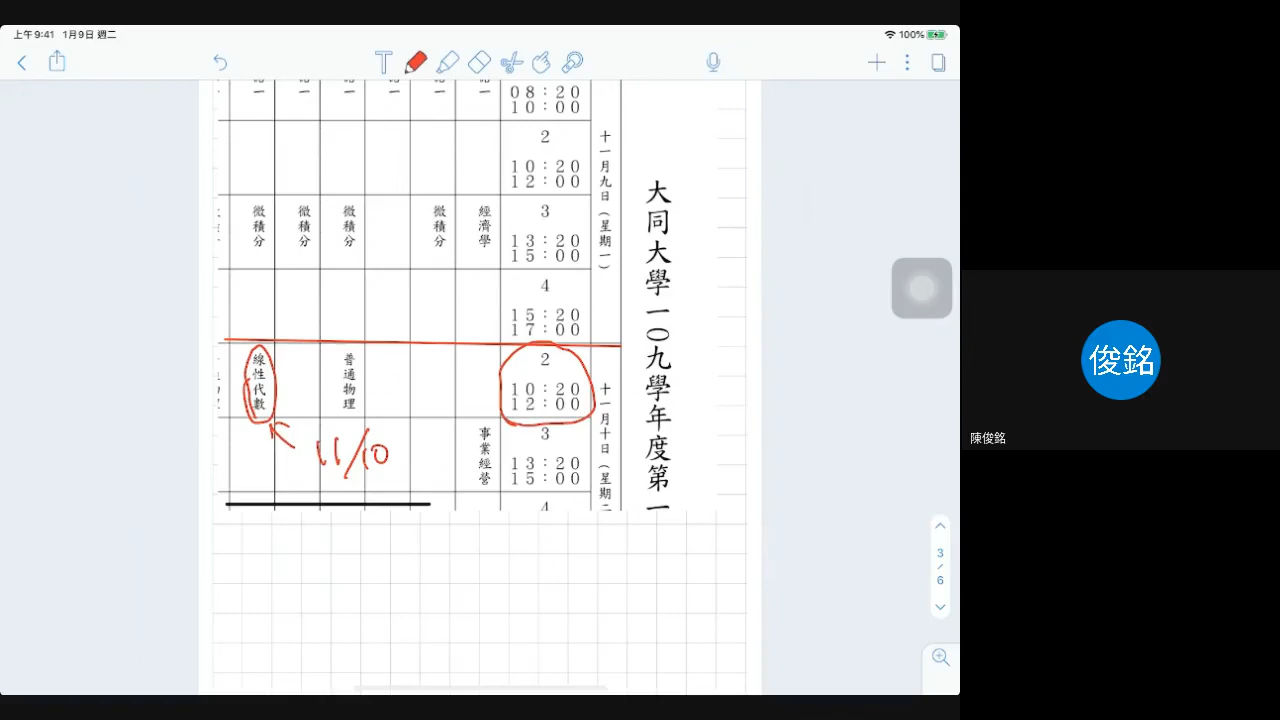 上午9:41 1月9日 週二
100%
T
大同大學一〇九學年度第一
十一月九日(星期一)
十一月十日(星期二
08:20
10:00
2
10:20
12:00
3
13:20
15:00
4
15:20
17:00
2
10:20
12:00
3
13:20
15:00
4
經濟學
事業經營
微積分
微積分
普通物理
微積分
微積分
線性代數
11/10
3
/
6
俊銘
陳俊銘